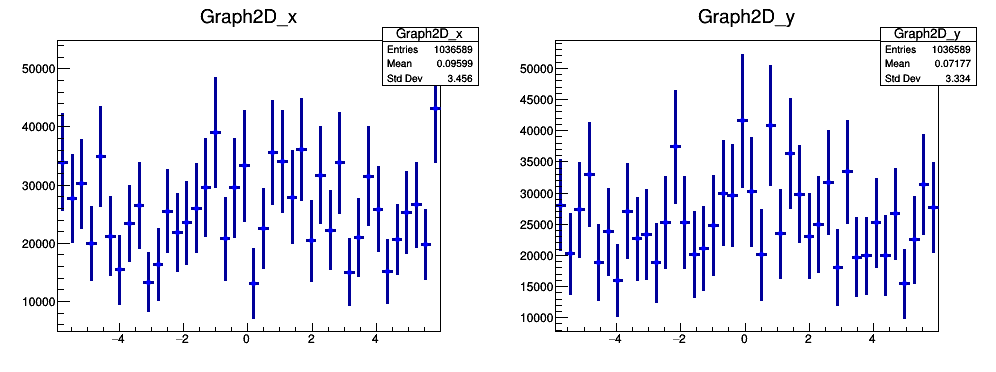 Graph2D_x
Graph2D_x
Entries 1036589
Mean 0.09599
Std Dev 3.456
50000
40000
30000
20000
10000
−4 −2 0 2 4
Graph2D_y
Graph2D_y
Entries 1036589
Mean 0.07177
Std Dev 3.334
50000
45000
40000
35000
30000
25000
20000
15000
10000
−4 −2 0 2 4